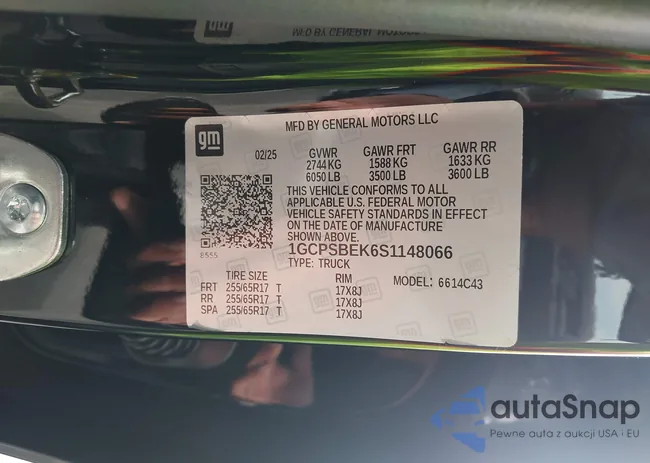 MFD BY GENERAL MOTORS LLC
gm
02/25 GVWR GAWR FRT GAWR RR
2744 KG 1588 KG 1633 KG
6050 LB 3500 LB 3600 LB
THIS VEHICLE CONFORMS TO ALL
APPLICABLE U.S. FEDERAL MOTOR
VEHICLE SAFETY STANDARDS IN EFFECT
ON THE DATE OF MANUFACTURE
SHOWN ABOVE.
8555
1GCPSBEK6S1148066
TYPE: TRUCK
TIRE SIZE RIM MODEL: 6614C43
FRT 255/65R17 T 17X8J
RR 255/65R17 T 17X8J
SPA 255/65R17 T 17X8J
autaSnap
Pewne auta z aukcji USA i EU